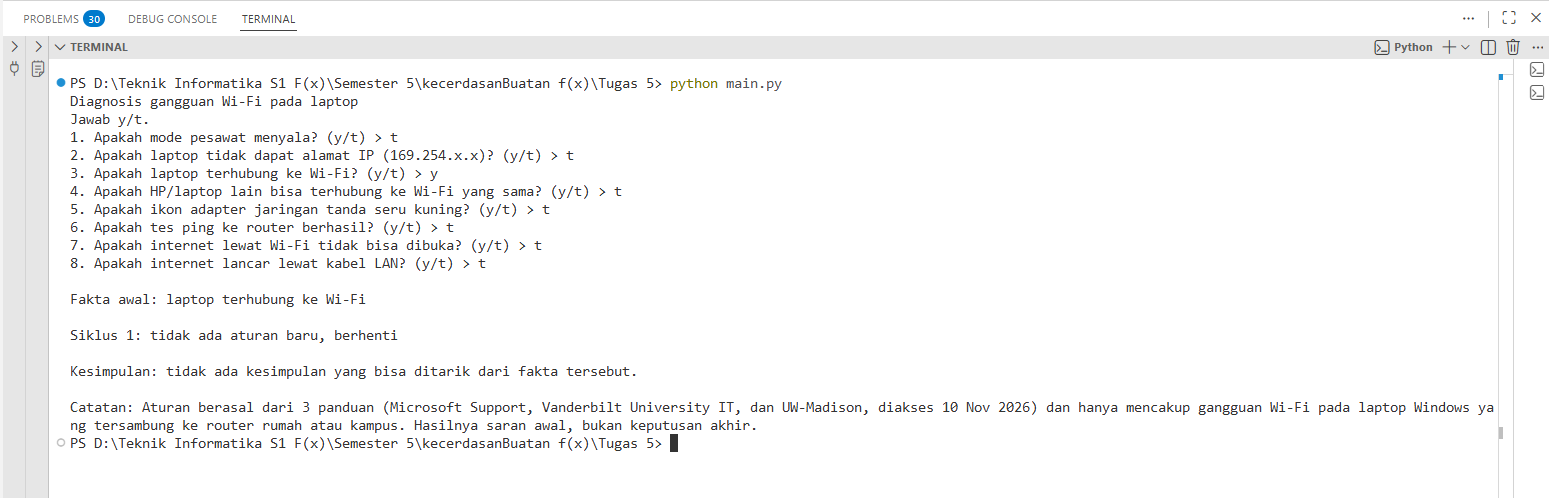 PROBLEMS 30 DEBUG CONSOLE TERMINAL
TERMINAL Python
PS D:\Teknik Informatika S1 F(x)\Semester 5\kecerdasanBuatan f(x)\Tugas 5> python main.py
Diagnosis gangguan Wi-Fi pada laptop
Jawab y/t.
1. Apakah mode pesawat menyala? (y/t) > t
2. Apakah laptop tidak dapat alamat IP (169.254.x.x)? (y/t) > t
3. Apakah laptop terhubung ke Wi-Fi? (y/t) > y
4. Apakah HP/laptop lain bisa terhubung ke Wi-Fi yang sama? (y/t) > t
5. Apakah ikon adapter jaringan tanda seru kuning? (y/t) > t
6. Apakah tes ping ke router berhasil? (y/t) > t
7. Apakah internet lewat Wi-Fi tidak bisa dibuka? (y/t) > t
8. Apakah internet lancar lewat kabel LAN? (y/t) > t
Fakta awal: laptop terhubung ke Wi-Fi
Siklus 1: tidak ada aturan baru, berhenti
Kesimpulan: tidak ada kesimpulan yang bisa ditarik dari fakta tersebut.
Catatan: Aturan berasal dari 3 panduan (Microsoft Support, Vanderbilt University IT, dan UW-Madison, diakses 10 Nov 2026) dan hanya mencakup gangguan Wi-Fi pada laptop Windows ya
ng tersambung ke router rumah atau kampus. Hasilnya saran awal, bukan keputusan akhir.
PS D:\Teknik Informatika S1 F(x)\Semester 5\kecerdasanBuatan f(x)\Tugas 5>